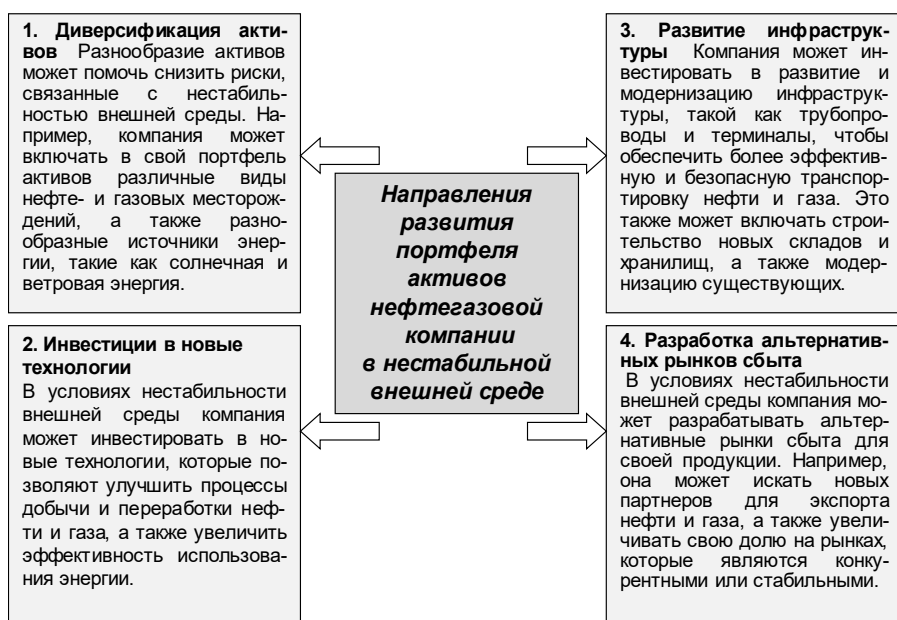 1. Диверсификация акти-
вов Разнообразие активов
может помочь снизить риски,
связанные с нестабиль-
ностью внешней среды. На-
пример, компания может
включать в свой портфель
активов различные виды
нефте- и газовых месторож-
дений, а также разно-
образные источники энер-
гии, такие как солнечная и
ветровая энергия.
2. Инвестиции в новые
технологии
В условиях нестабильности
внешней среды компания
может инвестировать в но-
вые технологии, которые по-
зволяют улучшить процессы
добычи и переработки неф-
ти и газа, а также увеличить
эффективность использова-
ния энергии.
Направления
развития
портфеля
активов
нефтегазовой
компании
в нестабильной
внешней среде
3. Развитие инфраструк-
туры Компания может ин-
вестировать в развитие и
модернизацию инфраструк-
туры, такой как трубопро-
воды и терминалы, чтобы
обеспечить более эффектив-
ную и безопасную транспор-
тировку нефти и газа. Это
также может включать строи-
тельство новых складов и
хранилищ, а также модер-
низацию существующих.
4. Разработка альтернатив-
ных рынков сбыта
В условиях нестабильности
внешней среды компания мо-
жет разрабатывать альтер-
нативные рынки сбыта для
своей продукции. Например,
она может искать новых
партнеров для экспорта
нефти и газа, а также увели-
чивать свою долю на рынках,
которые являются конку-
рентными или стабильными.